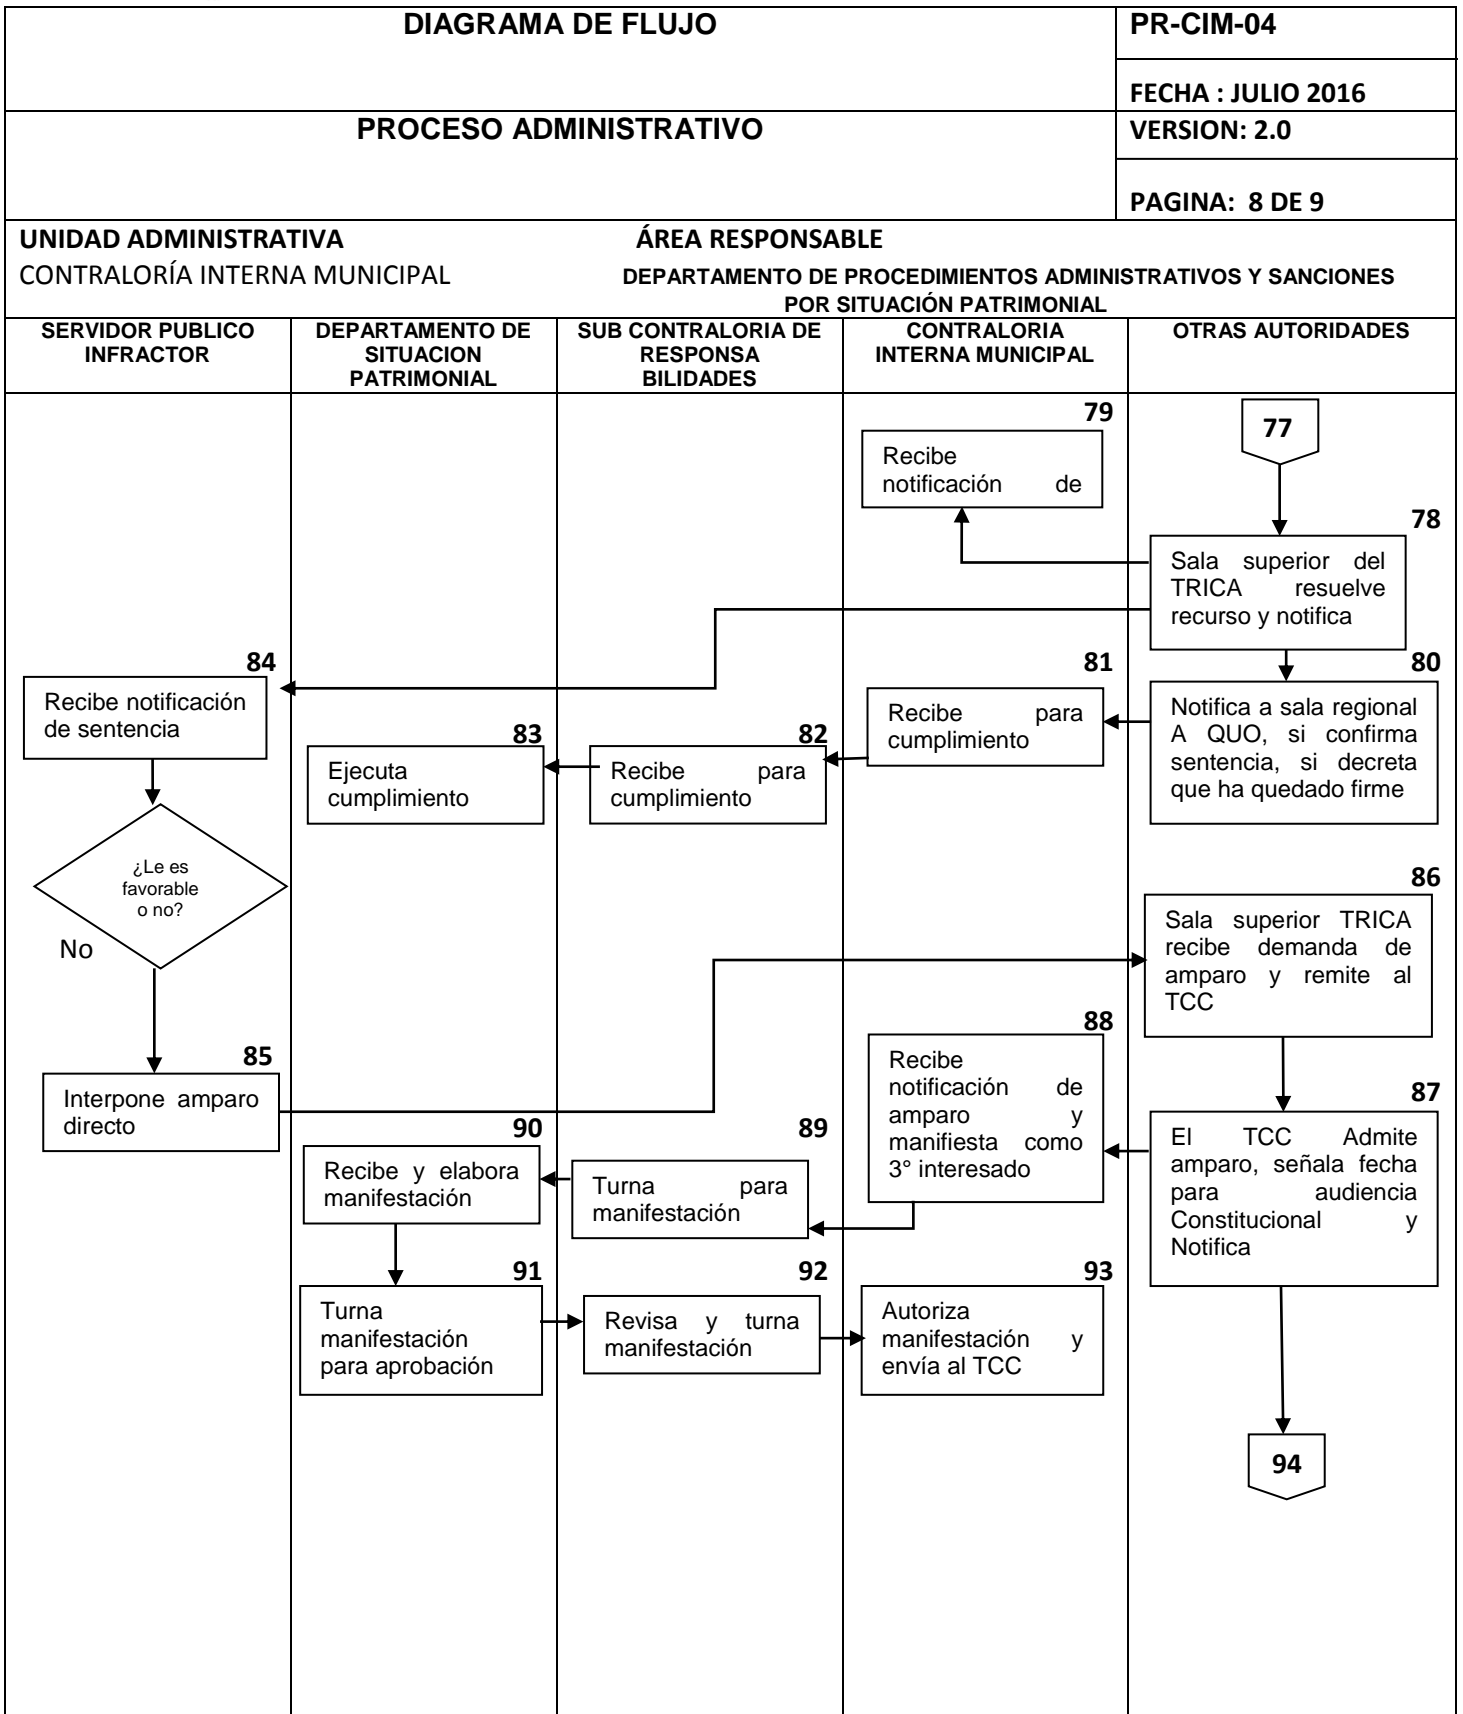 DIAGRAMA DE FLUJO
PR-CIM-04
FECHA : JULIO 2016
PROCESO ADMINISTRATIVO
VERSION: 2.0
PAGINA: 8 DE 9
UNIDAD ADMINISTRATIVA
CONTRALORÍA INTERNA MUNICIPAL
ÁREA RESPONSABLE
DEPARTAMENTO DE PROCEDIMIENTOS ADMINISTRATIVOS Y SANCIONES
POR SITUACIÓN PATRIMONIAL
SERVIDOR PUBLICO
INFRACTOR
DEPARTAMENTO DE
SITUACION
PATRIMONIAL
SUB CONTRALORIA DE
RESPONSA
BILIDADES
CONTRALORIA
INTERNA MUNICIPAL
OTRAS AUTORIDADES
77
79
Recibe
notificación de
78
Sala superior del
TRICA resuelve
recurso y notifica
80
Notifica a sala regional
A QUO, si confirma
sentencia, si decreta
que ha quedado firme
81
Recibe para
cumplimiento
82
Recibe para
cumplimiento
83
Ejecuta
cumplimiento
84
Recibe notificación
de sentencia
¿Le es
favorable
o no?
No
85
Interpone amparo
directo
86
Sala superior TRICA
recibe demanda de
amparo y remite al
TCC
87
El TCC Admite
amparo, señala fecha
para audiencia
Constitucional y
Notifica
88
Recibe
notificación de
amparo y
manifiesta como
3° interesado
89
Turna para
manifestación
90
Recibe y elabora
manifestación
91
Turna
manifestación
para aprobación
92
Revisa y turna
manifestación
93
Autoriza
manifestación y
envía al TCC
94